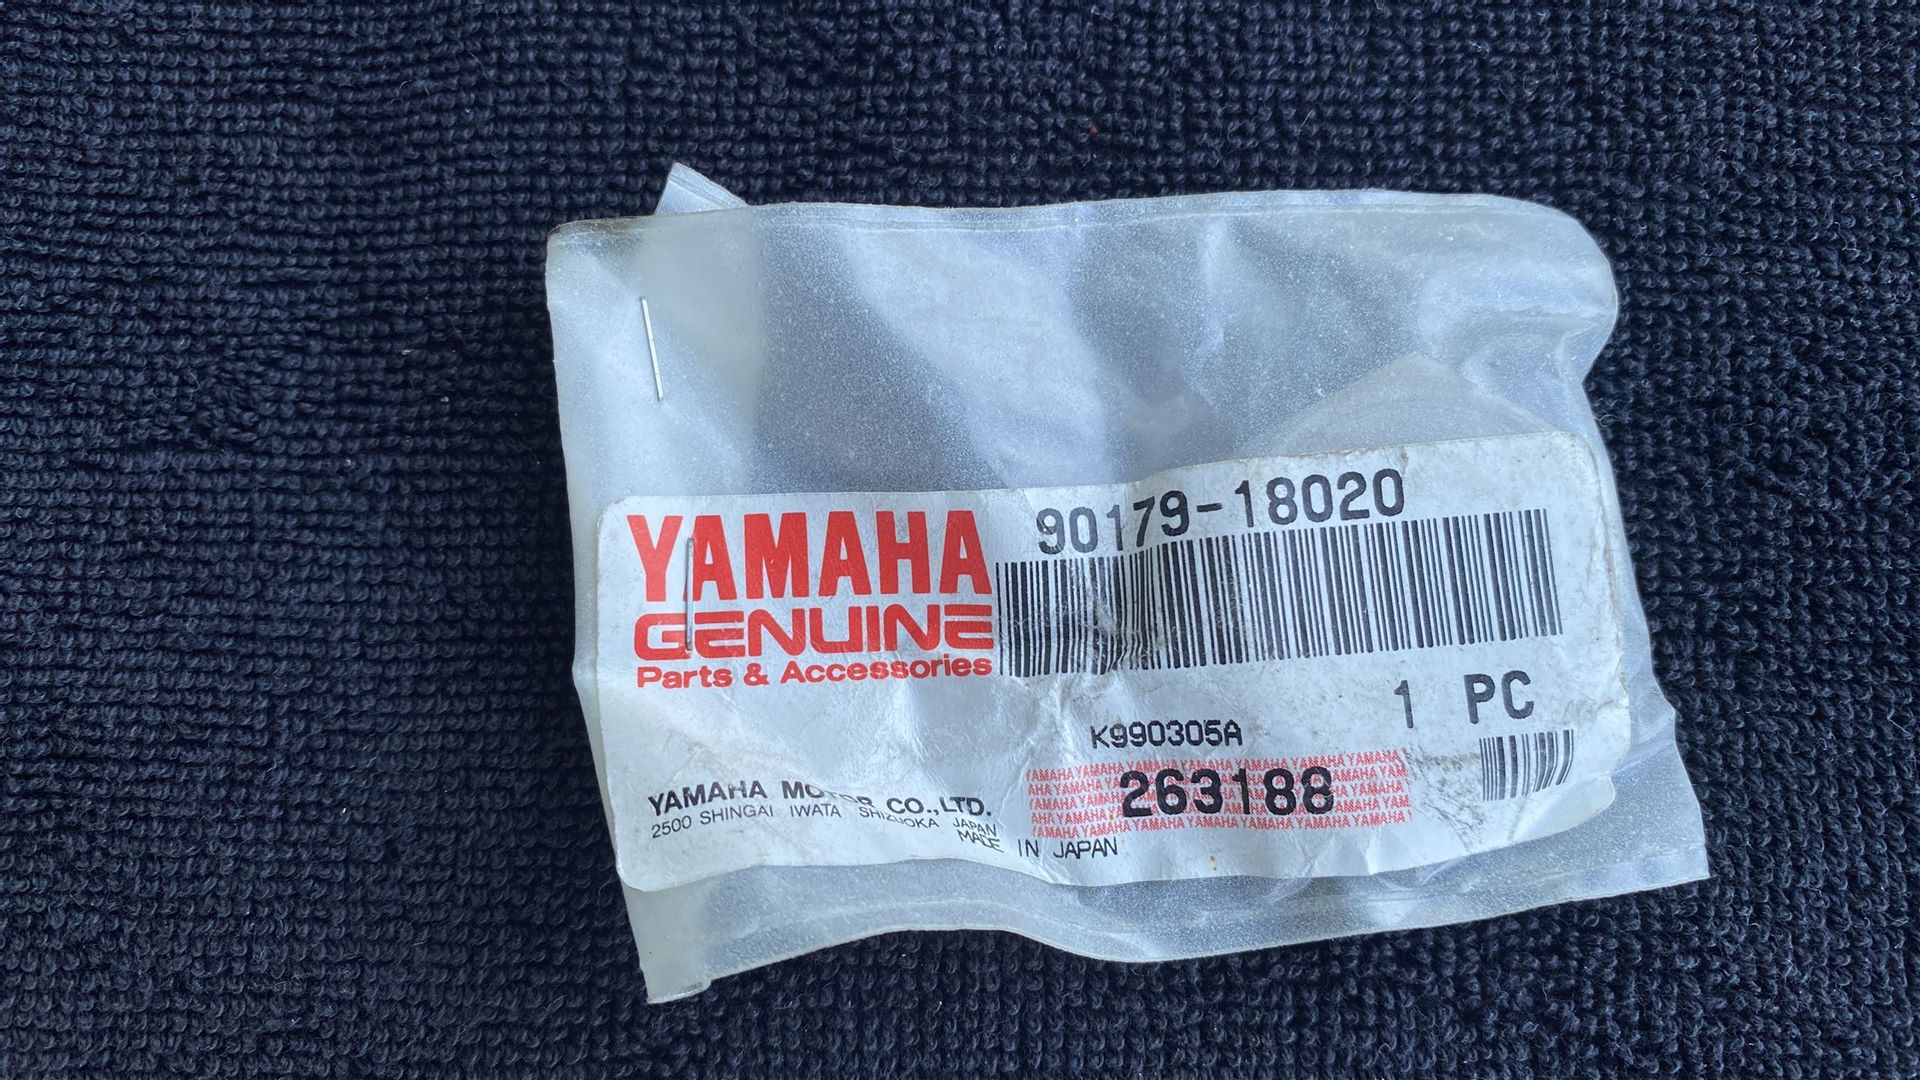 YAMAHA
GENUINE
Parts & Accessories
90179-18020
1 PC
K990305A
263188
YAMAHA MOTOR CO.,LTD.
2500 SHINGAI IWATA SHIZUOKA JAPAN
MADE IN JAPAN